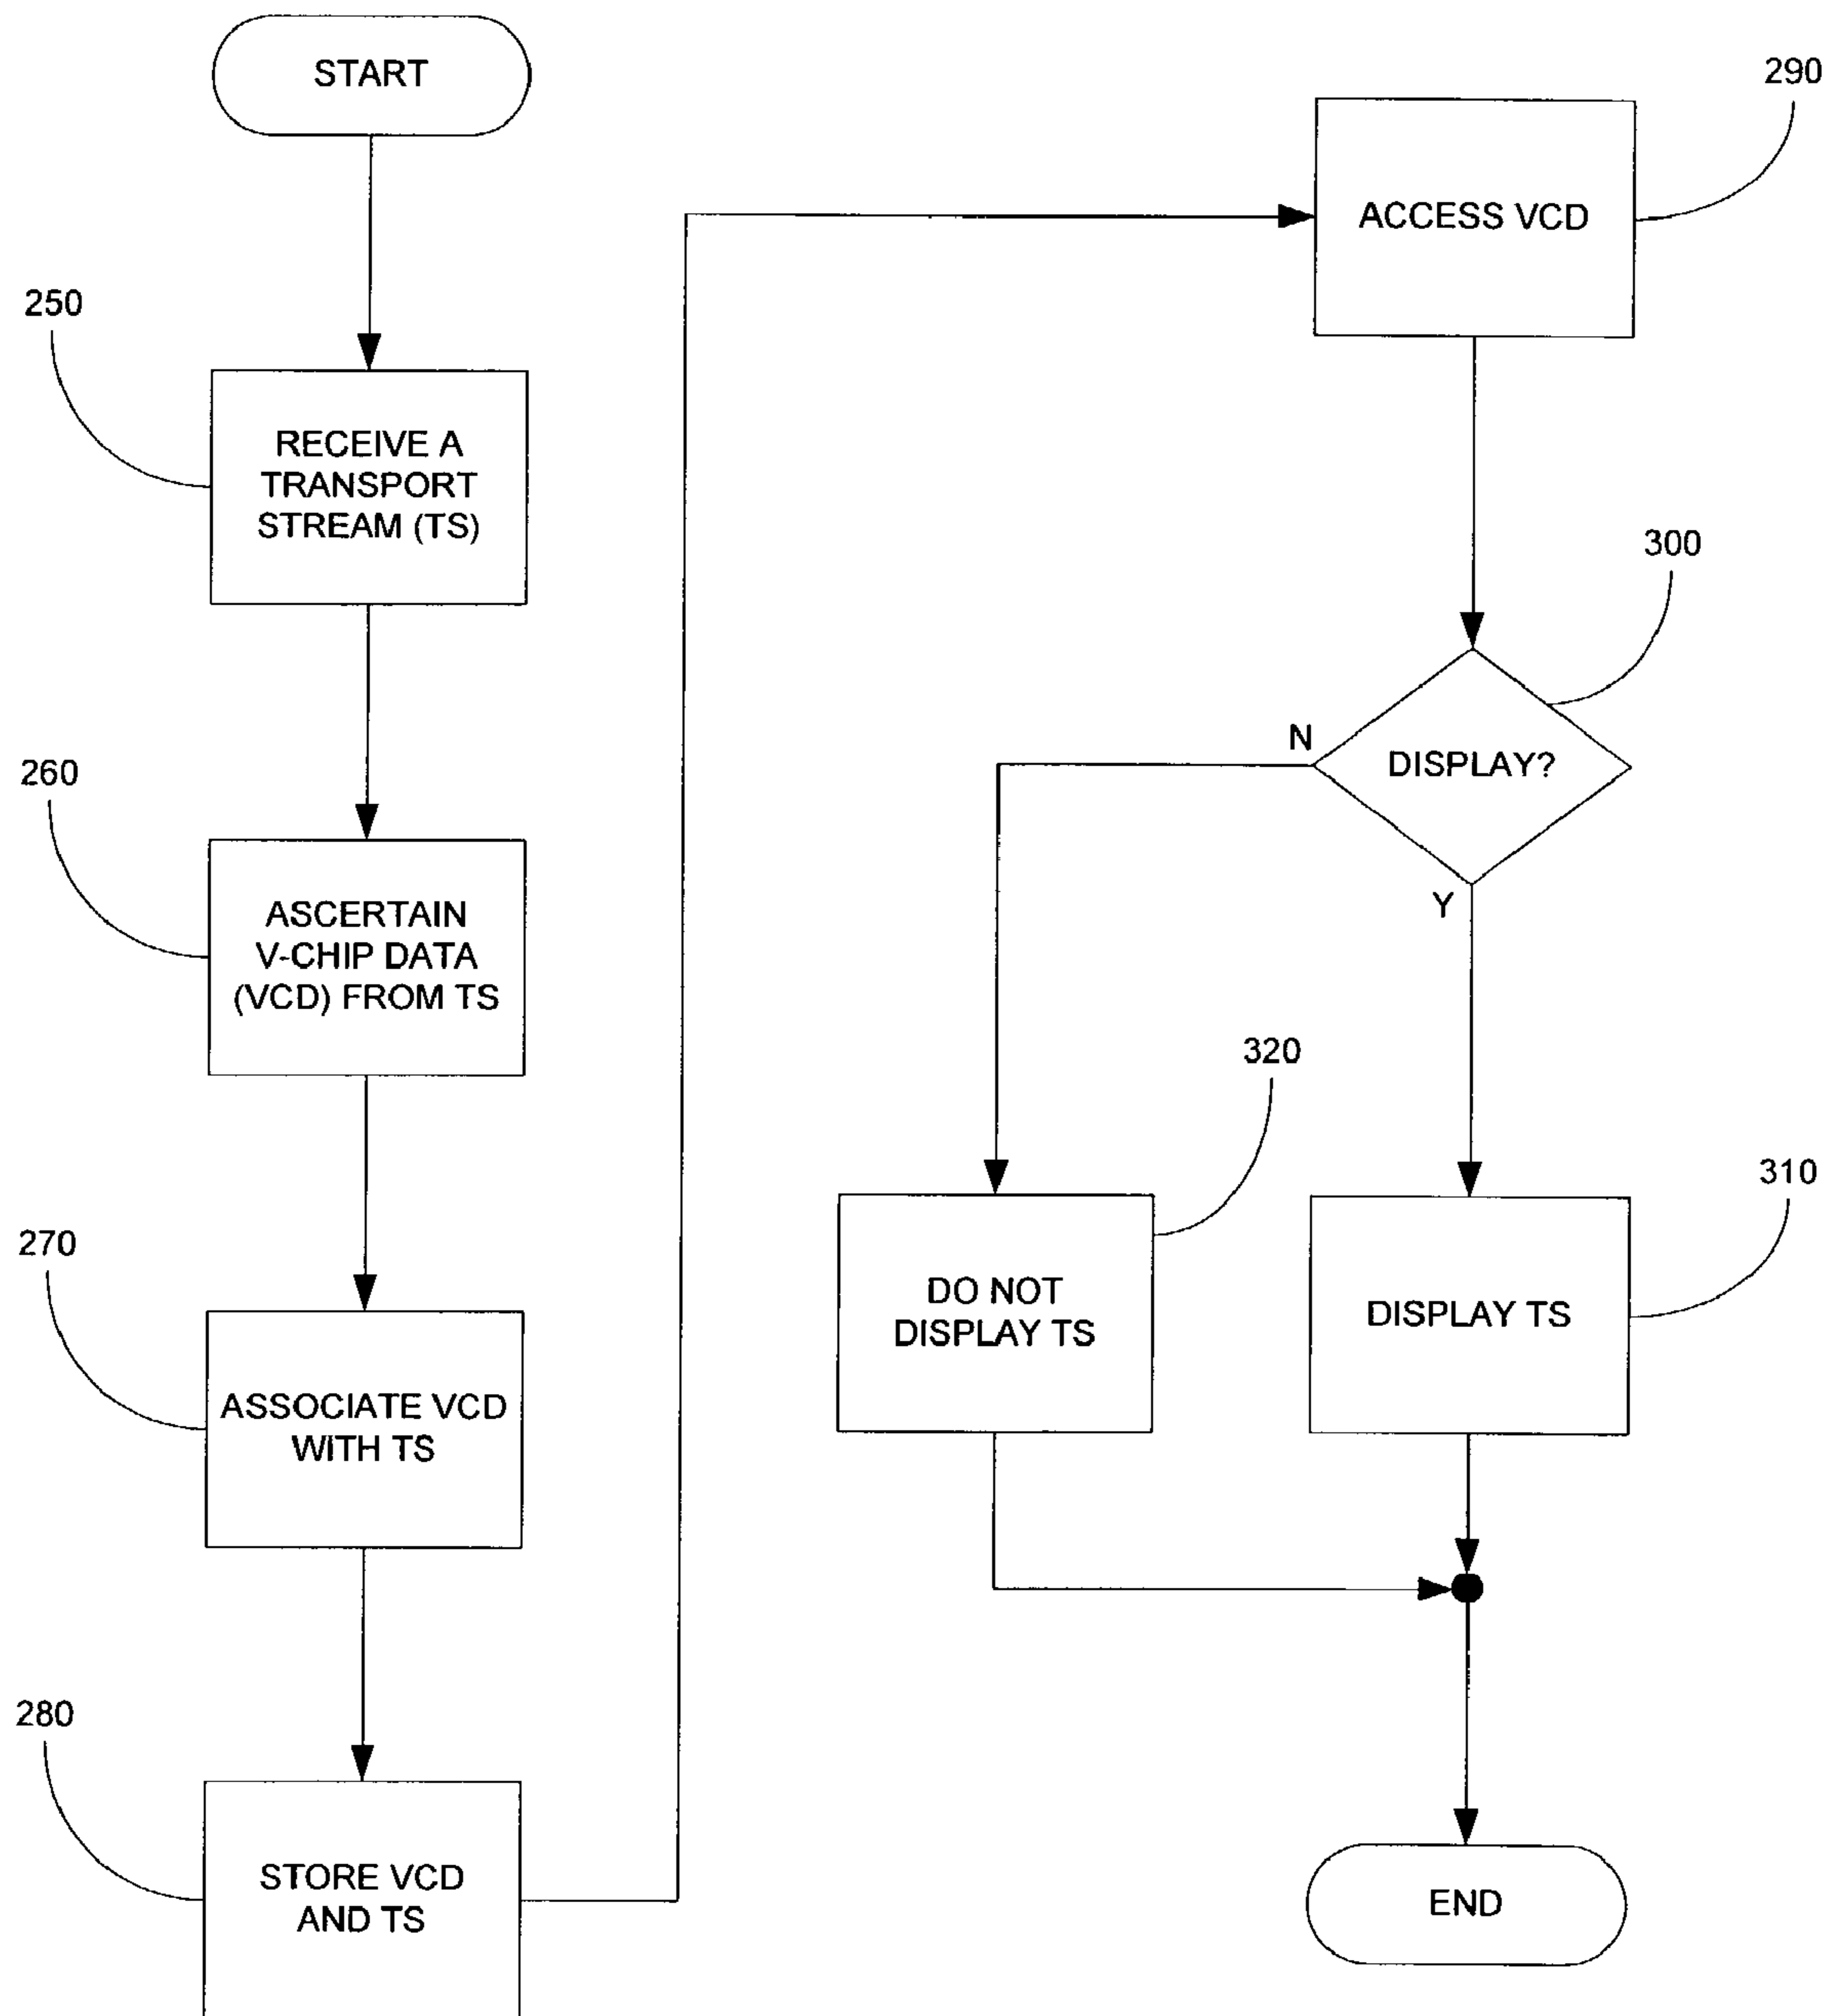 START
250
RECEIVE A
TRANSPORT
STREAM (TS)
260
ASCERTAIN
V-CHIP DATA
(VCD) FROM TS
270
ASSOCIATE VCD
WITH TS
280
STORE VCD
AND TS
290
ACCESS VCD
300
DISPLAY?
N
Y
320
DO NOT
DISPLAY TS
310
DISPLAY TS
END